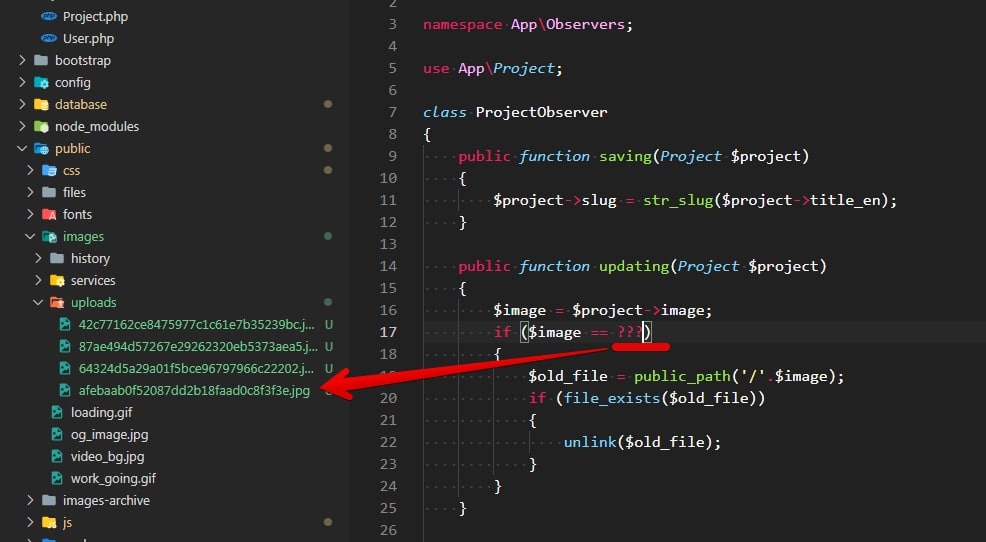 Project.php
User.php
bootstrap
config
database
node_modules
public
css
files
fonts
images
history
services
uploads
42c77162ce8475977c1c61e7b35239bc.j... U
87ae494d57267e29262320eb5373aea5.j... U
64324d5a29a01f5bce96797966c22202.j... U
afebaab0f52087dd2b18faad0c8f3f3e.jpg
loading.gif
og_image.jpg
video_bg.jpg
work_going.gif
images-archive
js
2
3 namespace App\Observers;
4
5 use App\Project;
6
7 class ProjectObserver
8 {
9 public function saving(Project $project)
10 {
11 $project->slug = str_slug($project->title_en);
12 }
13
14 public function updating(Project $project)
15 {
16 $image = $project->image;
17 if ($image == ???)
18 {
$old_file = public_path('/'.$image);
20 if (file_exists($old_file))
21 {
22 unlink($old_file);
23 }
24 }
25 }
26